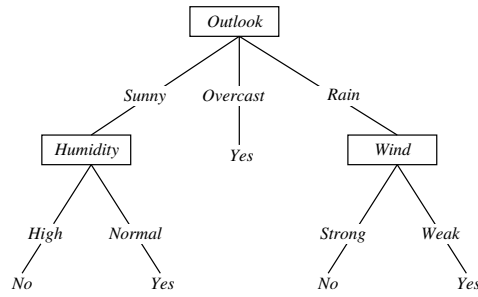 Outlook
Sunny Overcast Rain
Humidity Yes Wind
High Normal Strong Weak
No Yes No Yes